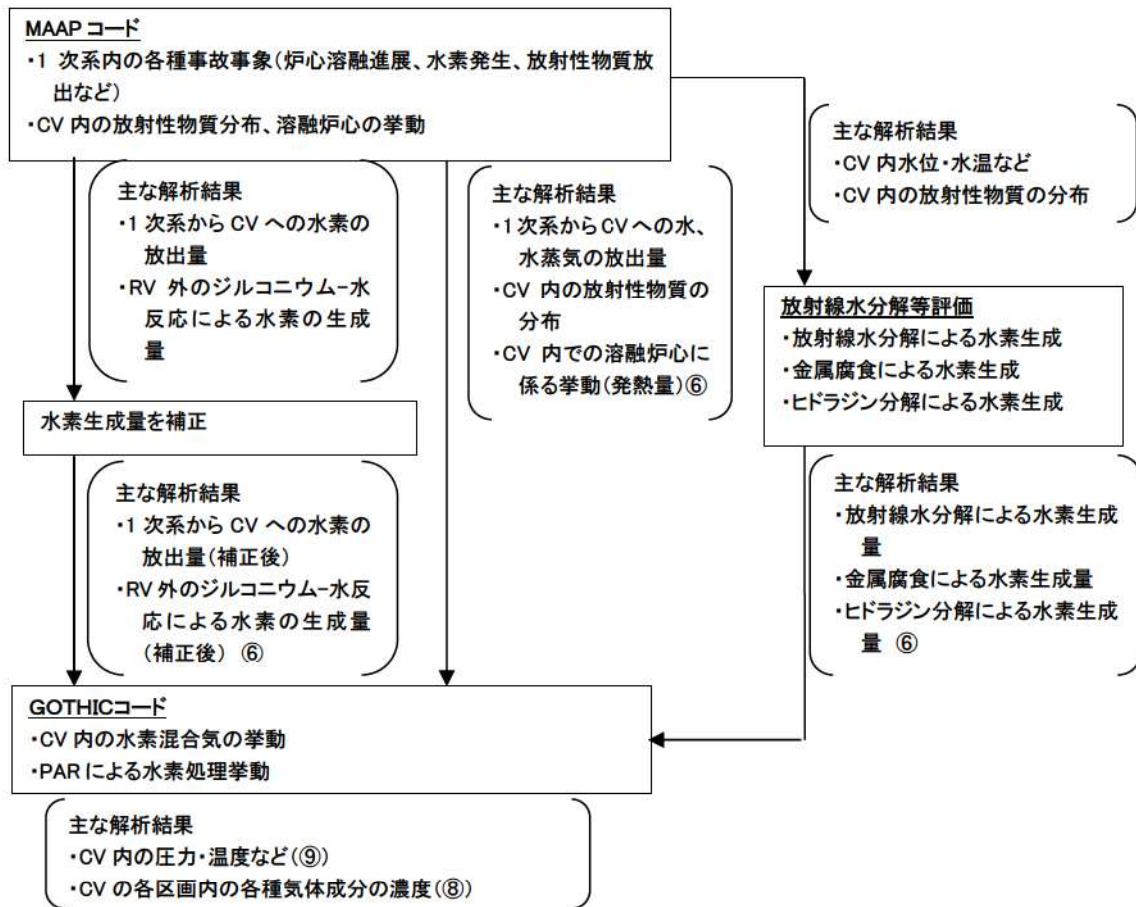 MAAP コード
・1 次系内の各種事故事象(炉心溶融進展、水素発生、放射性物質放
出など)
・CV 内の放射性物質分布、溶融炉心の挙動
主な解析結果
・1 次系から CV への水素の
放出量
・RV 外のジルコニウム-水
反応による水素の生成
量
主な解析結果
・1 次系から CV への水、
水蒸気の放出量
・CV 内の放射性物質の
分布
・CV 内での溶融炉心に
係る挙動(発熱量)⑥
主な解析結果
・CV 内水位・水温など
・CV 内の放射性物質の分布
放射線水分解等評価
・放射線水分解による水素生成
・金属腐食による水素生成
・ヒドラジン分解による水素生成
水素生成量を補正
主な解析結果
・1 次系から CV への水素の
放出量(補正後)
・RV 外のジルコニウム-水反
応による水素の生成量
(補正後) ⑥
主な解析結果
・放射線水分解による水素生成
量
・金属腐食による水素生成量
・ヒドラジン分解による水素生成
量 ⑥
GOTHICコード
・CV 内の水素混合気の挙動
・PAR による水素処理挙動
主な解析結果
・CV 内の圧力・温度など(⑨)
・CV の各区画内の各種気体成分の濃度(⑧)